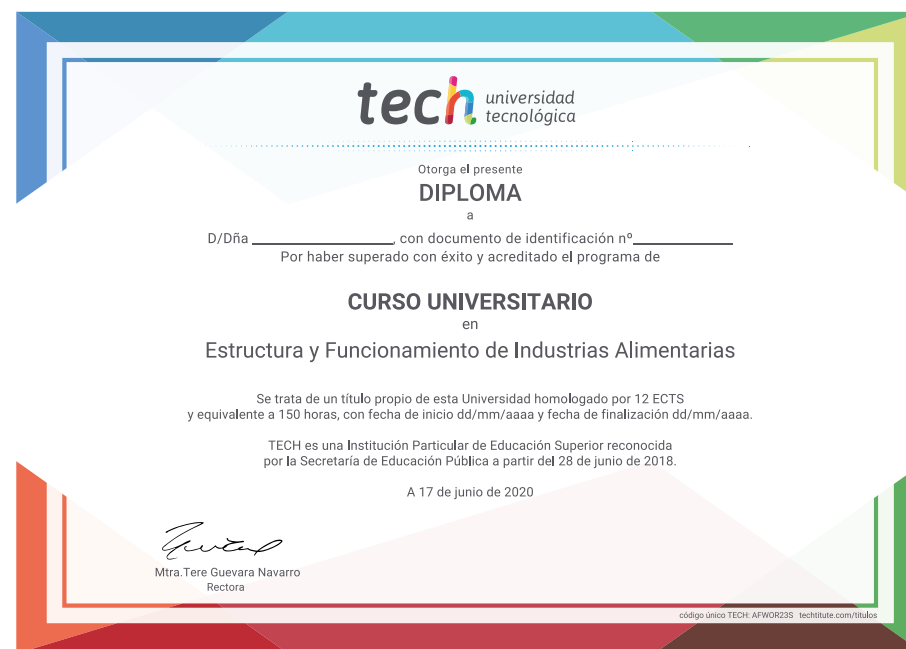 tech universidad
tecnológica
Otorga el presente
DIPLOMA
a
D/Dña ____________________, con documento de identificación nº______________
Por haber superado con éxito y acreditado el programa de
CURSO UNIVERSITARIO
en
Estructura y Funcionamiento de Industrias Alimentarias
Se trata de un título propio de esta Universidad homologado por 12 ECTS
y equivalente a 150 horas, con fecha de inicio dd/mm/aaaa y fecha de finalización dd/mm/aaaa.
TECH es una Institución Particular de Educación Superior reconocida
por la Secretaría de Educación Pública a partir del 28 de junio de 2018.
A 17 de junio de 2020
Mtra.Tere Guevara Navarro
Rectora
código único TECH: AFWOR23S techtitute.com/titulos